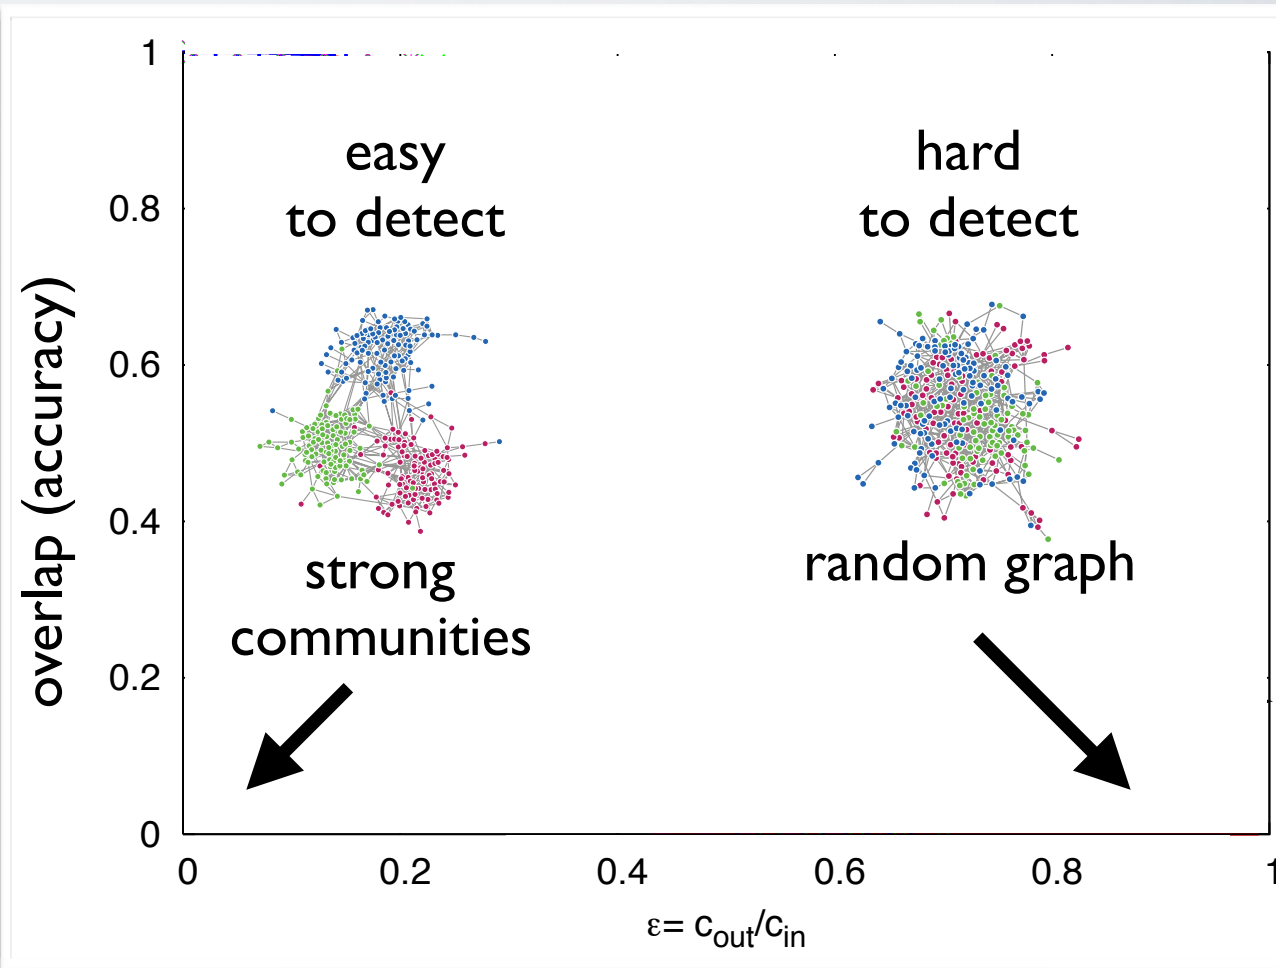 overlap (accuracy)
1
0.8
0.6
0.4
0.2
0
easy
to detect
strong
communities
hard
to detect
random graph
0 0.2 0.4 0.6 0.8 1
ε= cout/cin